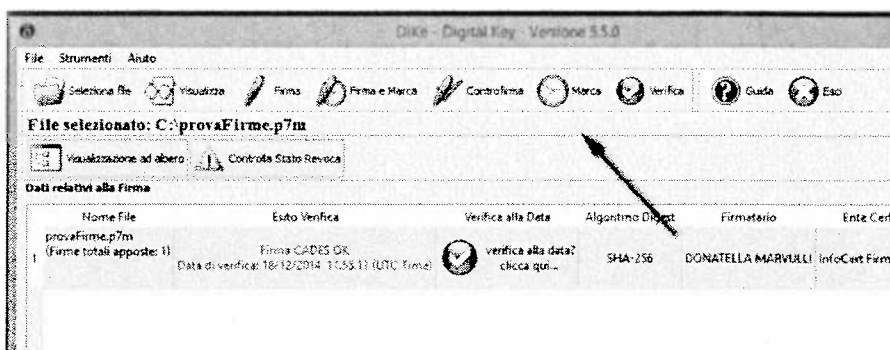 DiKe - Digital Key - Versione 5.5.0
File Strumenti Aiuto
Seleziona file Visualizza Firma Firma e Marca Controfirma Marca Verifica Guida Esci
File selezionato: C:\provaFirme.p7m
Visualizzazione ad albero Controlla Stato Revoca
Dati relativi alla Firma
Nome File Esito Verifica Verifica alla Data Algoritmo Digest Firmatario Ente Cert
1 provaFirme.p7m
(Firme totali apposte: 1) Firma CADES OK
Data di verifica: 18/12/2014 (UTC Time) verifica alla data?
clicca qui... SHA-256 DONATELLA MARVULLI InfoCert Firm